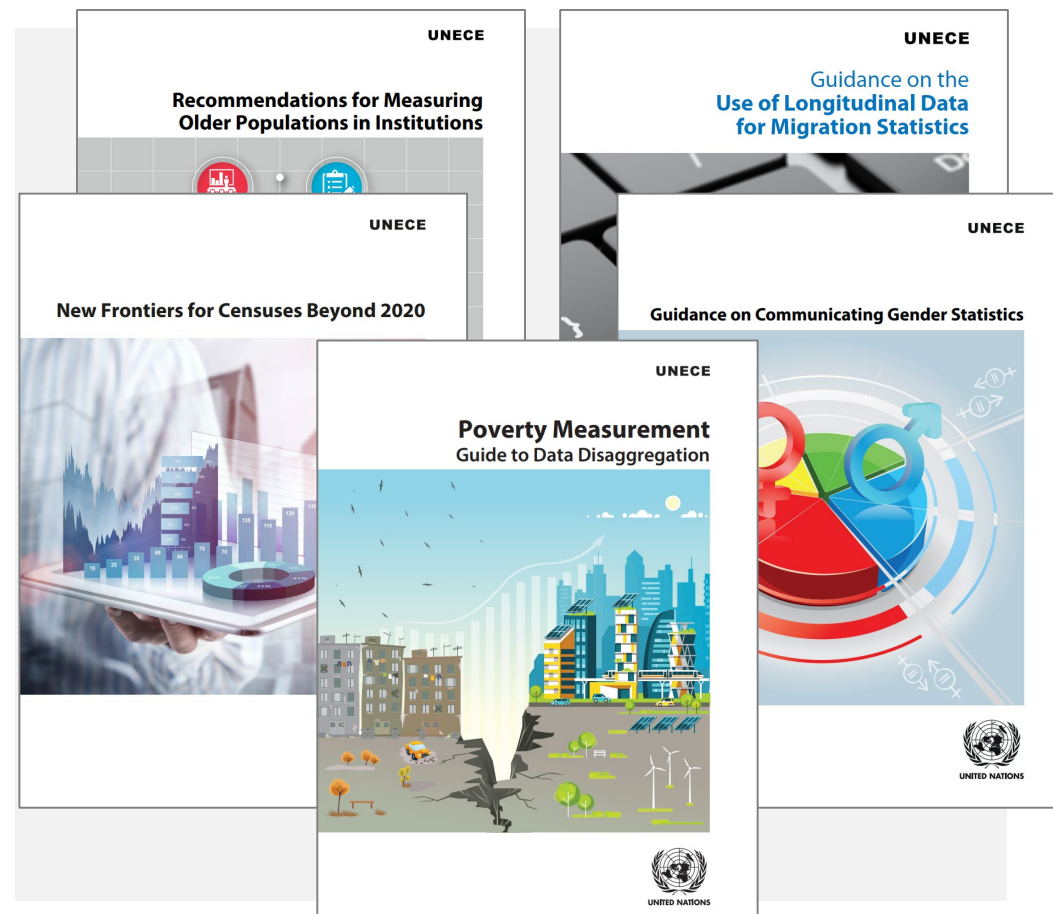 UNECE
Recommendations for Measuring
Older Populations in Institutions
UNECE
Guidance on the
Use of Longitudinal Data
for Migration Statistics
UNECE
New Frontiers for Censuses Beyond 2020
UNECE
Guidance on Communicating Gender Statistics
UNITED NATIONS
UNECE
Poverty Measurement
Guide to Data Disaggregation
UNITED NATIONS